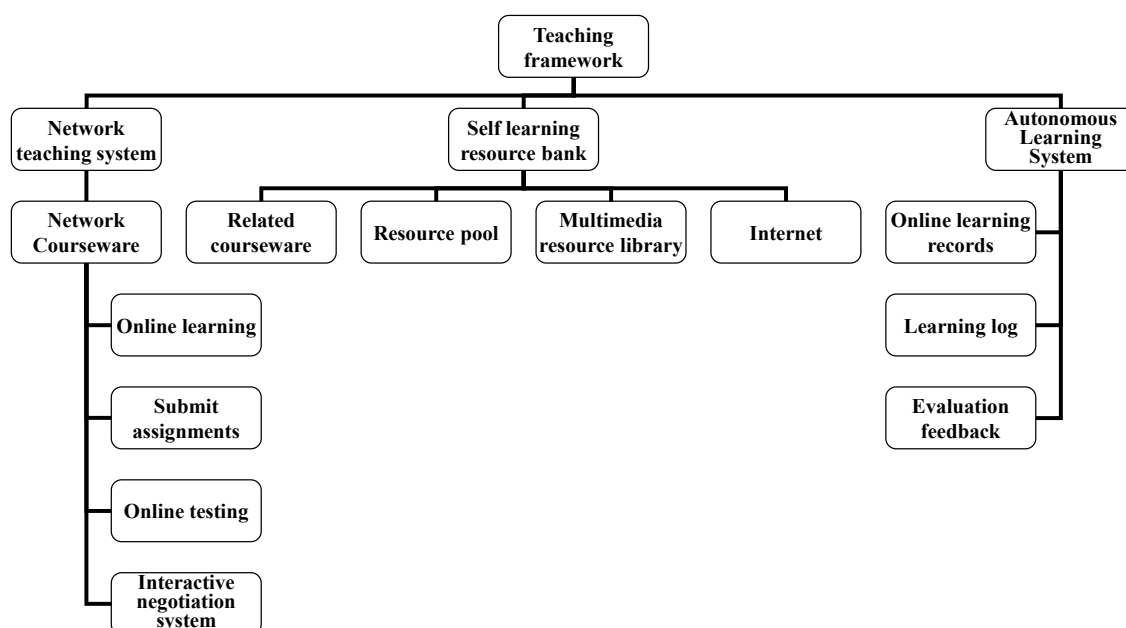 Teaching
framework
Network
teaching system
Self learning
resource bank
Autonomous
Learning
System
Network
Courseware
Related
courseware
Resource pool
Multimedia
resource library
Internet
Online learning
records
Online learning
Learning log
Submit
assignments
Evaluation
feedback
Online testing
Interactive
negotiation
system